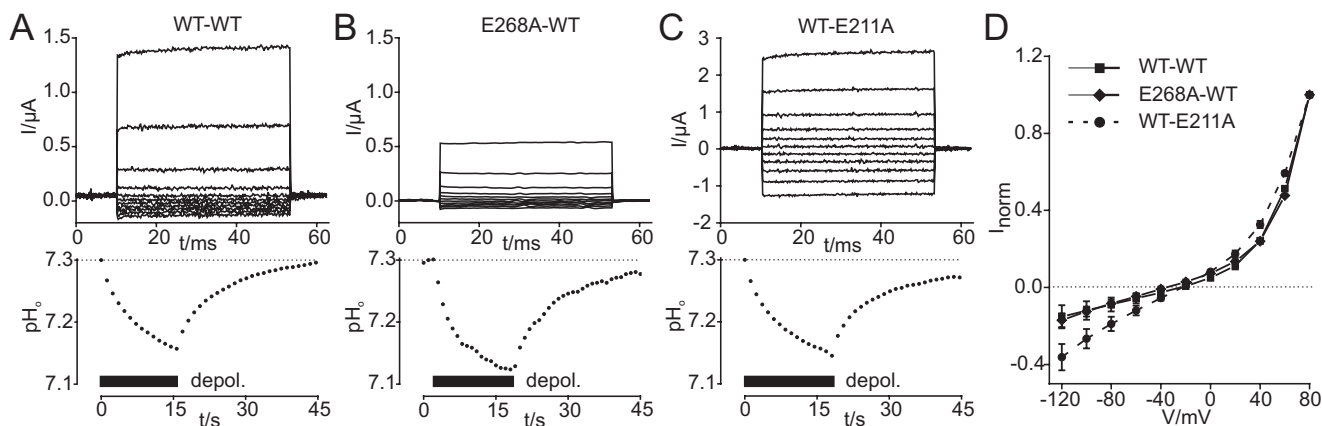 A
WT-WT
1.5
1.0
0.5
0.0
I/µA
0
20
40
60
t/ms
7.3
7.2
7.1
pHo
depol.
0
15
30
45
t/s
B
E268A-WT
1.5
1.0
0.5
0.0
I/µA
0
20
40
60
t/ms
7.3
7.2
7.1
pHo
depol.
0
15
30
45
t/s
C
WT-E211A
3
2
1
0
-1
-2
I/µA
0
20
40
60
t/ms
7.3
7.2
7.1
pHo
depol.
0
15
30
45
t/s
D
WT-WT
E268A-WT
WT-E211A
1.2
0.8
0.4
0.0
-0.4
Inorm
-120
-80
-40
0
40
80
V/mV